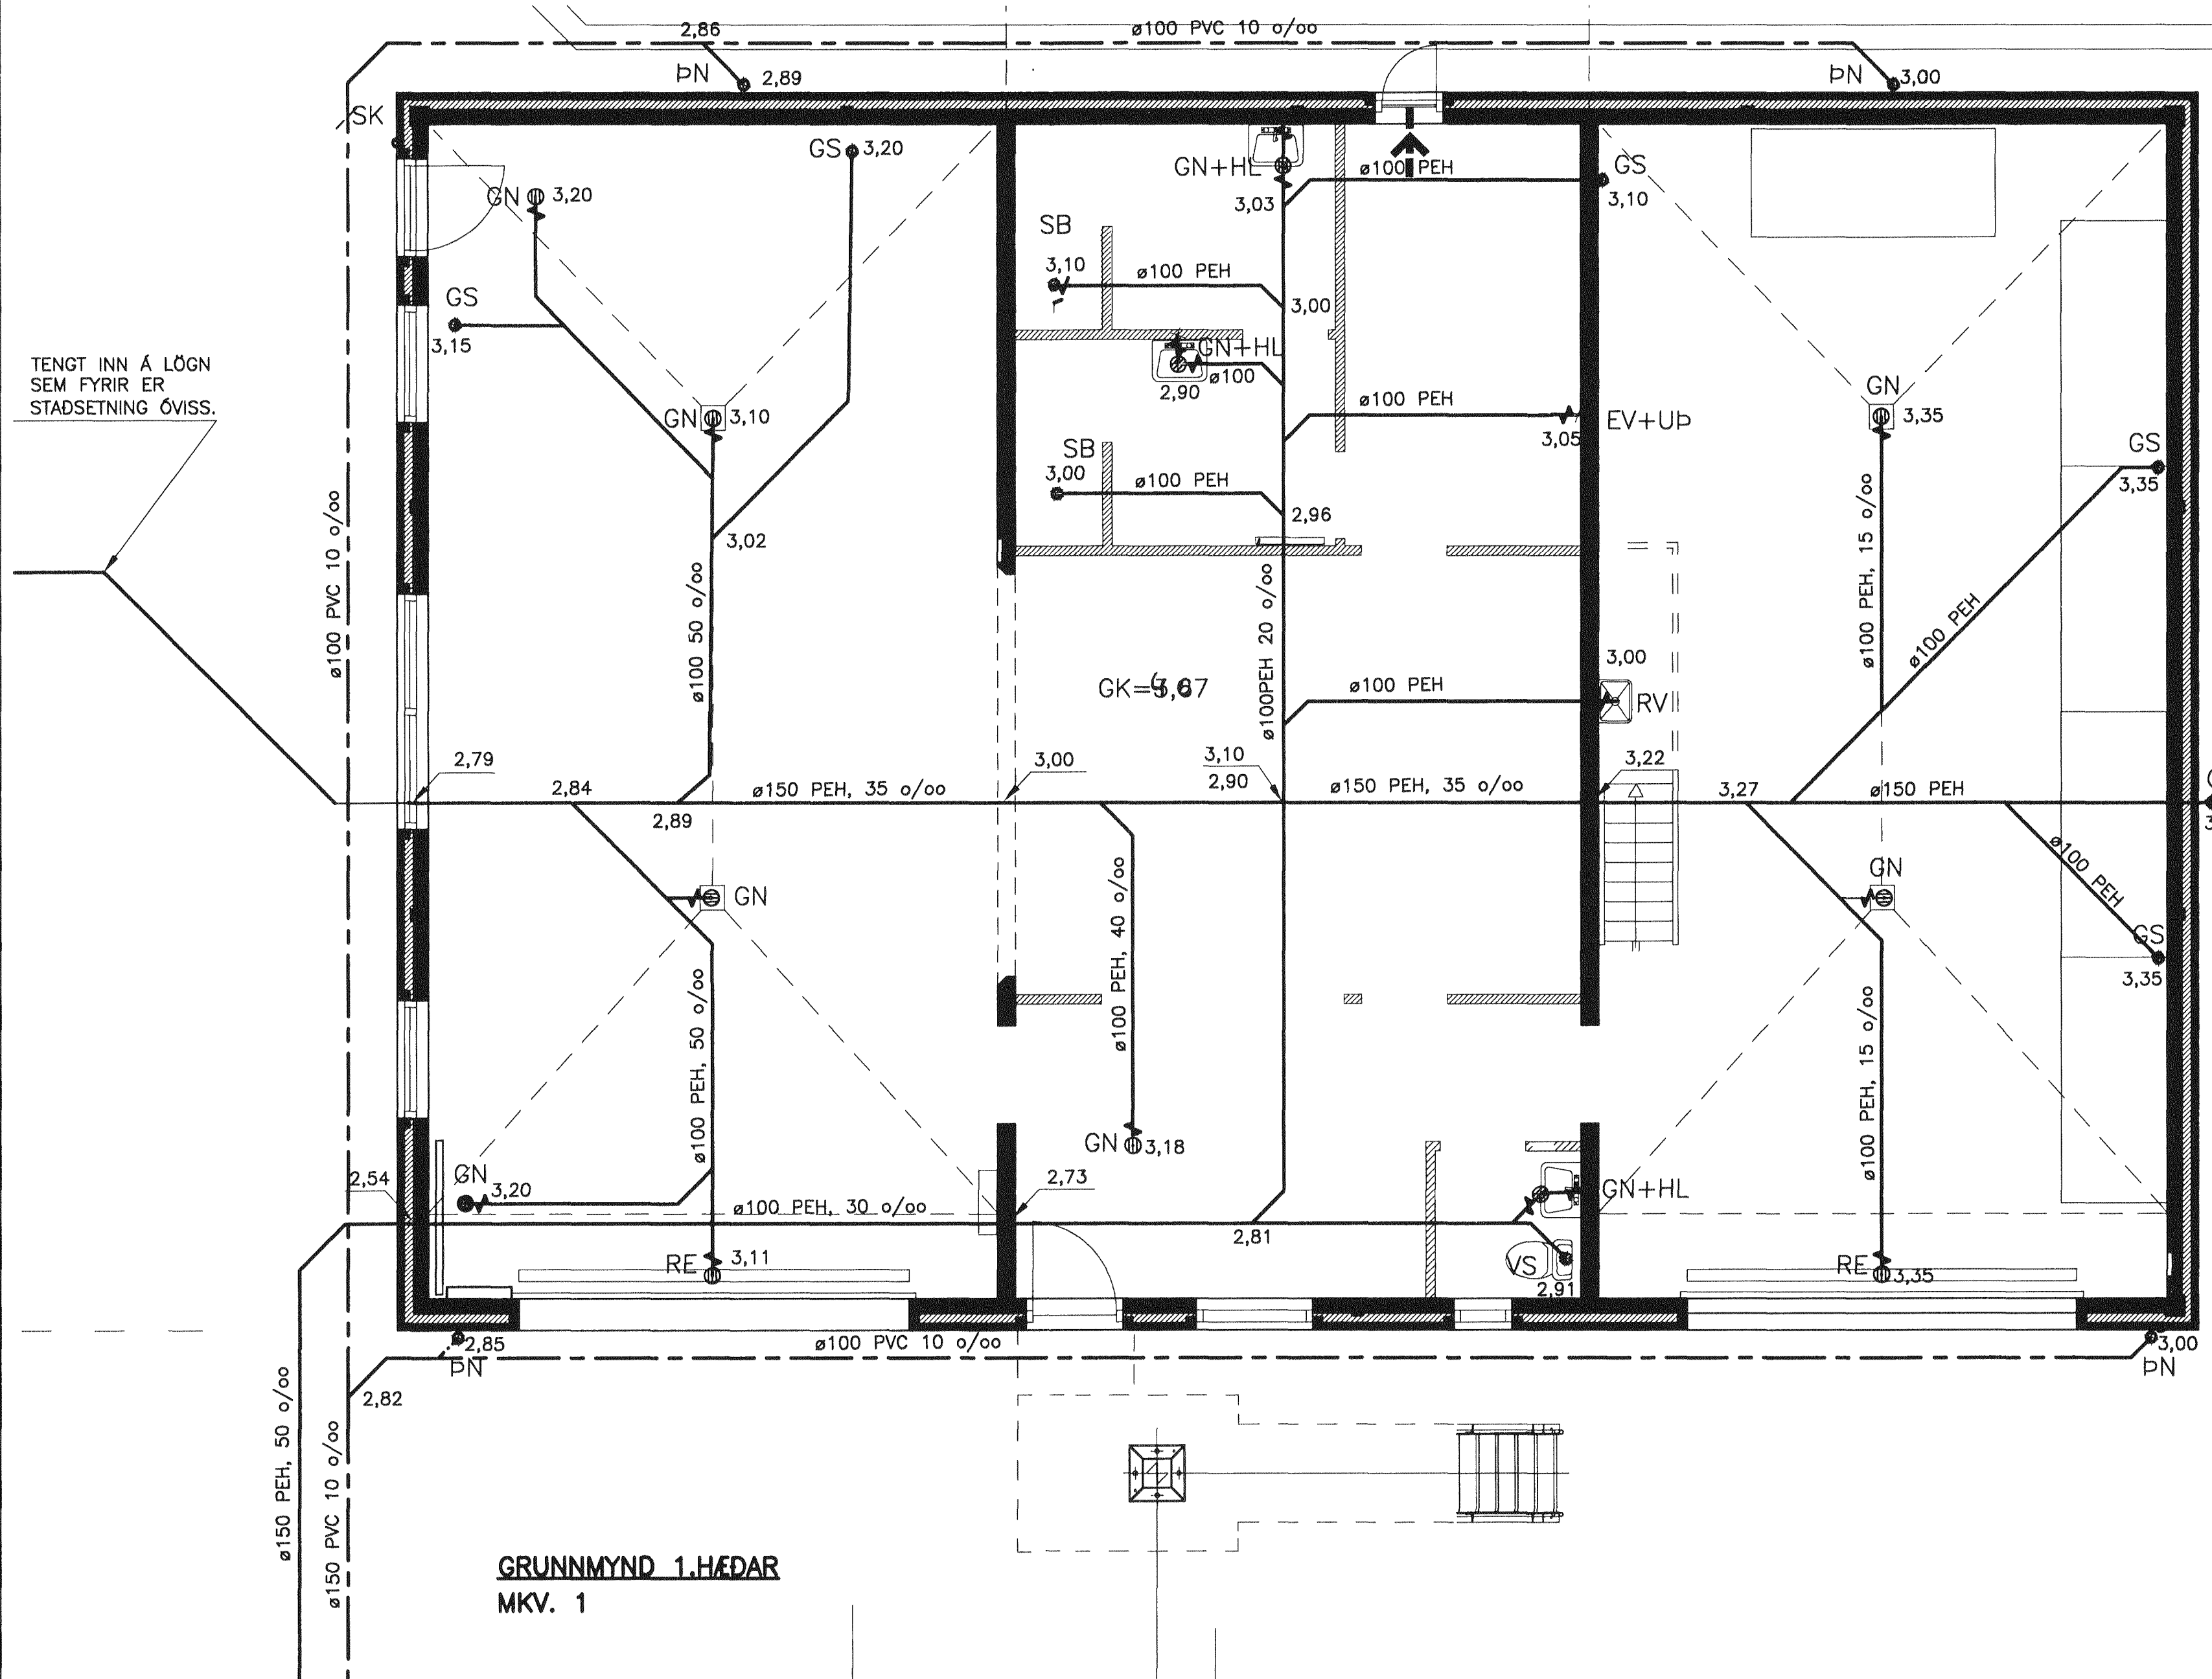 2,86
ø100 PVC 10 o/oo
ÞN
2,89
ÞN
3,00
SK
GS
3,20
GN
3,20
GN+HL
ø100 PEH
3,03
GS
3,10
SB
3,10
ø100 PEH
3,00
GS
3,15
TENGT INN Á LÖGN
SEM FYRIR ER
STAÐSETNING ÓVISS.
GN+HL
ø100
2,90
GN
3,10
ø100 PEH
3,05
EV+UÞ
GN
3,35
GS
3,35
SB
3,00
ø100 PEH
2,96
3,02
ø100 PVC 10 o/oo
ø100 50 o/oo
ø100PEH 20 o/oo
ø100 PEH, 15 o/oo
ø100 PEH
3,00
RV
ø100 PEH
2,79
3,00
3,10
2,90
3,22
2,84
2,89
ø150 PEH, 35 o/oo
ø150 PEH, 35 o/oo
3,27
ø150 PEH
ø100 PEH
GN
GN
GS
3,35
ø100 PEH, 50 o/oo
ø100 PEH, 40 o/oo
ø100 PEH, 15 o/oo
GN
3,18
GN
3,20
2,54
2,73
ø100 PEH, 30 o/oo
GN+HL
2,81
RE
3,11
VS
2,91
RE
3,35
2,85
ÞN
ø100 PVC 10 o/oo
3,00
ÞN
2,82
ø150 PEH, 50 o/oo
ø150 PVC 10 o/oo
GRUNNMYND 1.HÆÐAR
MKV. 1